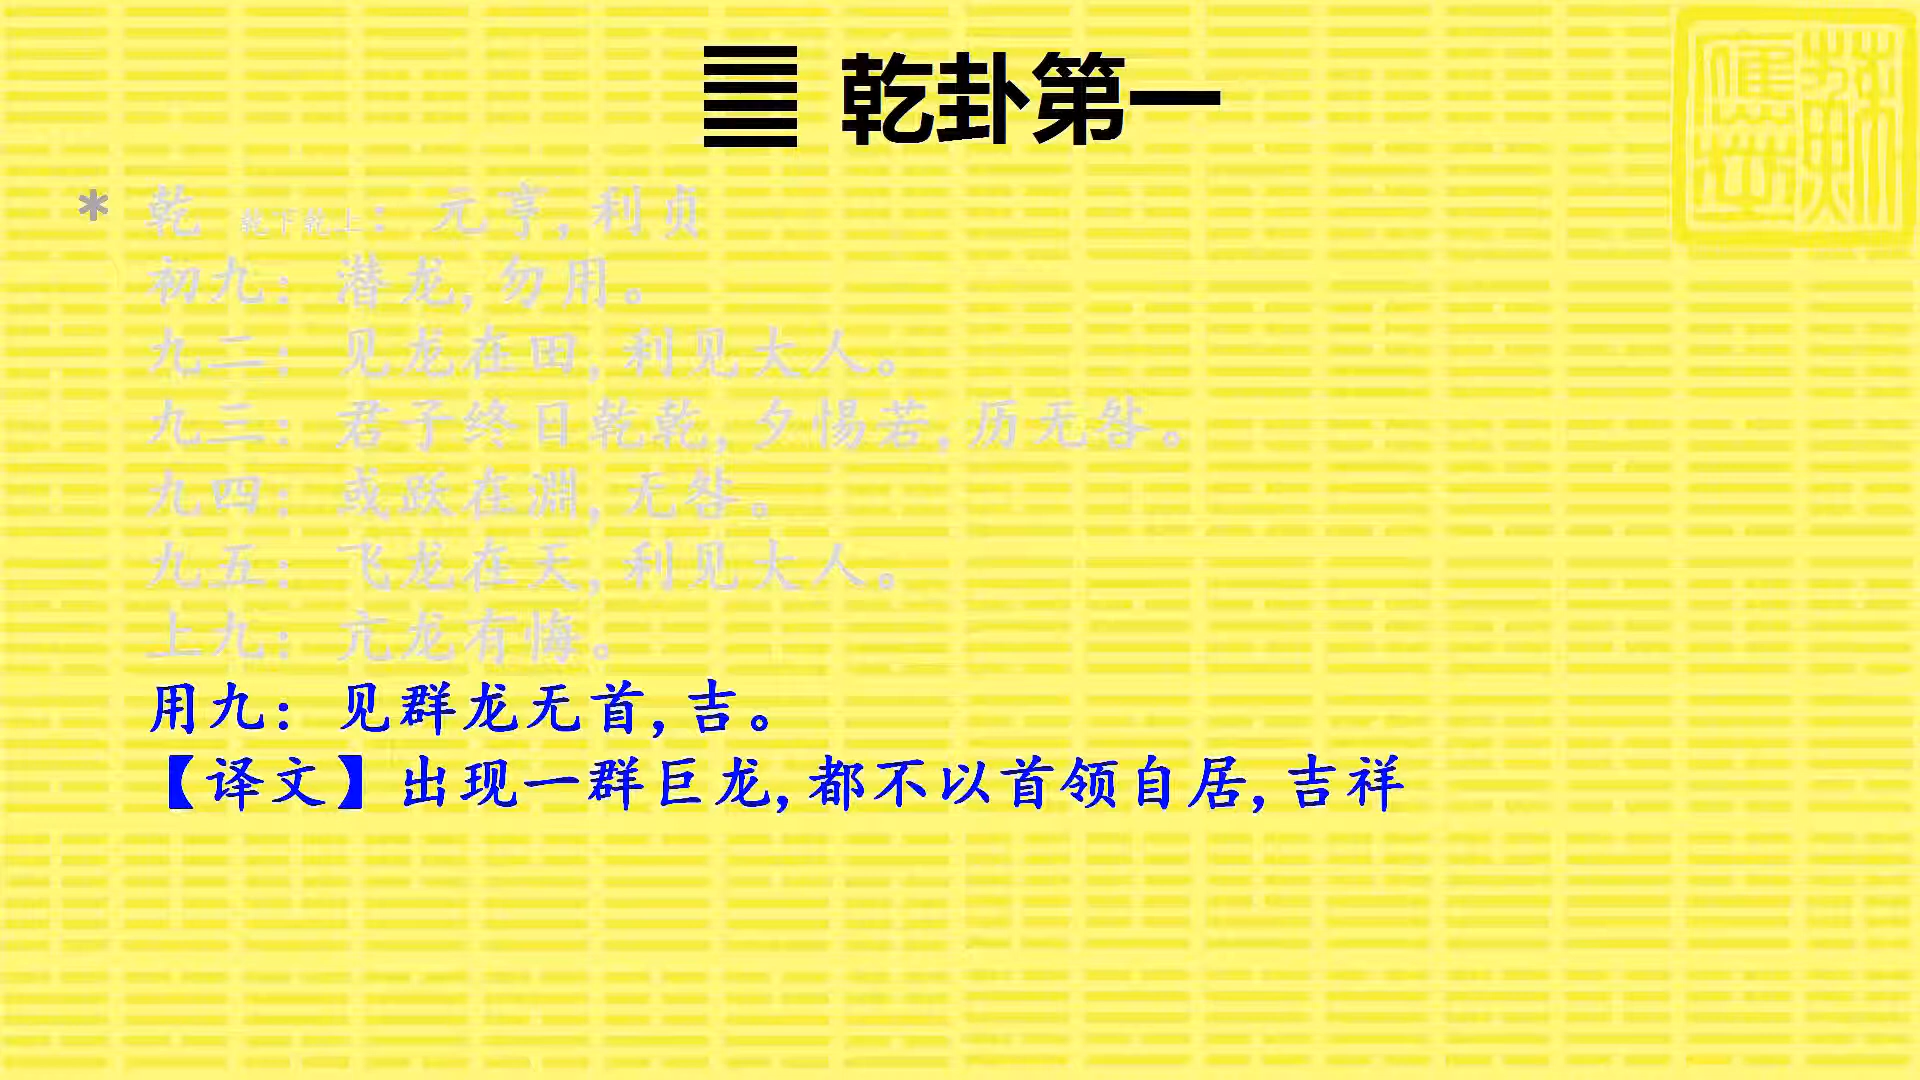 ䷀ 乾卦第一
* 乾 乾下乾上: 元亨,利贞
初九: 潜龙,勿用。
九二: 见龙在田,利见大人。
九三: 君子终日乾乾,夕惕若,历无咎。
九四: 或跃在渊,无咎。
九五: 飞龙在天,利见大人。
上九: 亢龙有悔。
用九: 见群龙无首,吉。
【译文】出现一群巨龙,都不以首领自居,吉祥